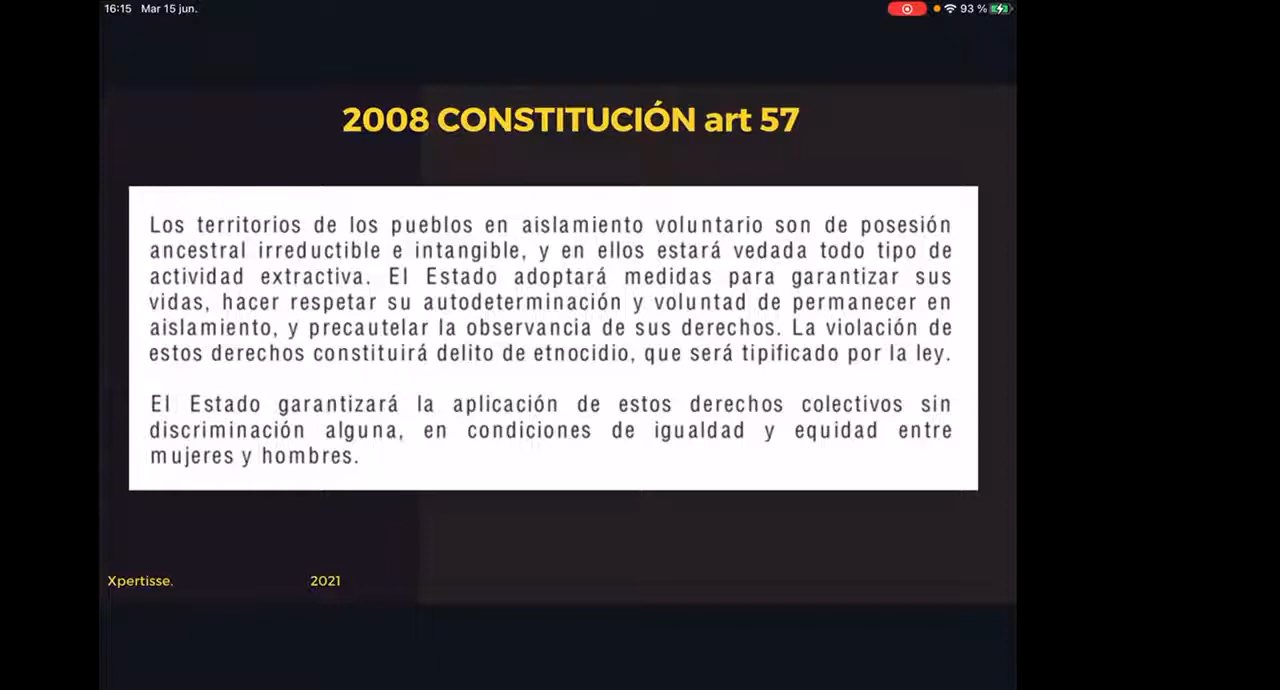 16:15 Mar 15 jun.
93 %
2008 CONSTITUCIÓN art 57
Los territorios de los pueblos en aislamiento voluntario son de posesión
ancestral irreductible e intangible, y en ellos estará vedada todo tipo de
actividad extractiva. El Estado adoptará medidas para garantizar sus
vidas, hacer respetar su autodeterminación y voluntad de permanecer en
aislamiento, y precautelar la observancia de sus derechos. La violación de
estos derechos constituirá delito de etnocidio, que será tipificado por la ley.
El Estado garantizará la aplicación de estos derechos colectivos sin
discriminación alguna, en condiciones de igualdad y equidad entre
mujeres y hombres.
Xpertisse. 2021